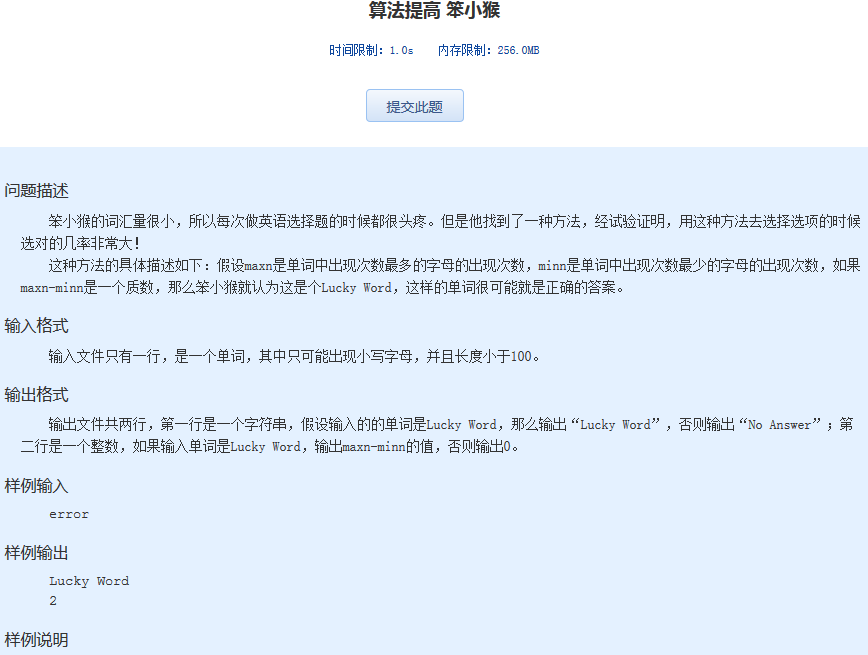 算法提高 笨小猴
时间限制：1.0s 内存限制：256.0MB
提交此题
问题描述
笨小猴的词汇量很小，所以每次做英语选择题的时候都很头疼。但是他找到了一种方法，经试验证明，用这种方法去选择选项的时候
选对的几率非常大！
这种方法的具体描述如下：假设maxn是单词中出现次数最多的字母的出现次数，minn是单词中出现次数最少的字母的出现次数，如果
maxn-minn是一个质数，那么笨小猴就认为这是个Lucky Word，这样的单词很可能就是正确的答案。
输入格式
输入文件只有一行，是一个单词，其中只可能出现小写字母，并且长度小于100。
输出格式
输出文件共两行，第一行是一个字符串，假设输入的的单词是Lucky Word，那么输出“Lucky Word”，否则输出“No Answer”；第
二行是一个整数，如果输入单词是Lucky Word，输出maxn-minn的值，否则输出0。
样例输入
error
样例输出
Lucky Word
2
样例说明